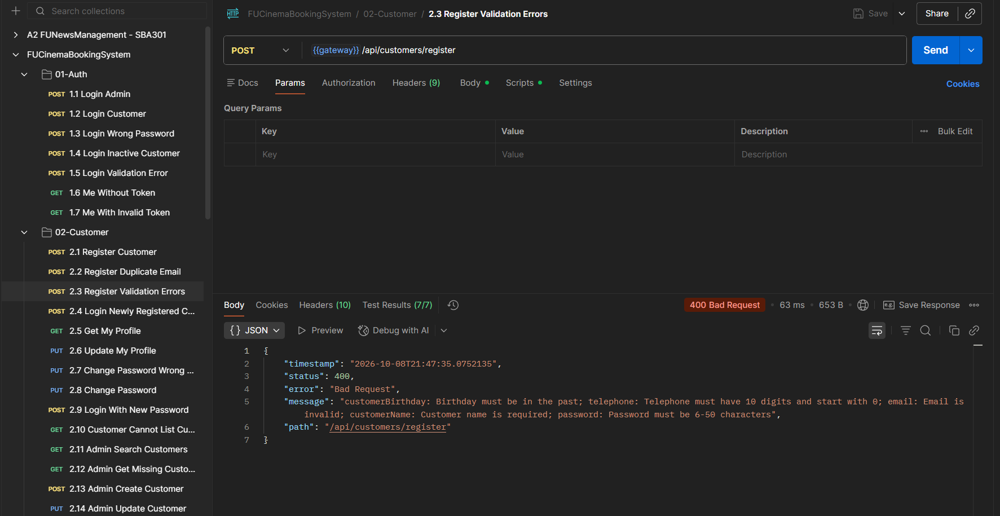 Search collections
A2 FUNewsManagement - SBA301
FUCinemaBookingSystem
01-Auth
POST 1.1 Login Admin
POST 1.2 Login Customer
POST 1.3 Login Wrong Password
POST 1.4 Login Inactive Customer
POST 1.5 Login Validation Error
GET 1.6 Me Without Token
GET 1.7 Me With Invalid Token
02-Customer
POST 2.1 Register Customer
POST 2.2 Register Duplicate Email
POST 2.3 Register Validation Errors
POST 2.4 Login Newly Registered C...
GET 2.5 Get My Profile
PUT 2.6 Update My Profile
PUT 2.7 Change Password Wrong ...
PUT 2.8 Change Password
POST 2.9 Login With New Password
GET 2.10 Customer Cannot List Cu...
GET 2.11 Admin Search Customers
GET 2.12 Admin Get Missing Custo...
POST 2.13 Admin Create Customer
PUT 2.14 Admin Update Customer
HTTP FUCinemaBookingSystem / 02-Customer / 2.3 Register Validation Errors
Save Share
POST {{gateway}} /api/customers/register Send
Docs Params Authorization Headers (9) Body Scripts Settings Cookies
Query Params
Key Value Description Bulk Edit
Key Value Description
Body Cookies Headers (10) Test Results (7/7) 400 Bad Request 63 ms 653 B e.g. Save Response
{} JSON Preview Debug with AI
1 {
2 "timestamp": "2026-10-08T21:47:35.0752135",
3 "status": 400,
4 "error": "Bad Request",
5 "message": "customerBirthday: Birthday must be in the past; telephone: Telephone must have 10 digits and start with 0; email: Email is
invalid; customerName: Customer name is required; password: Password must be 6-50 characters",
6 "path": "/api/customers/register"
7 }